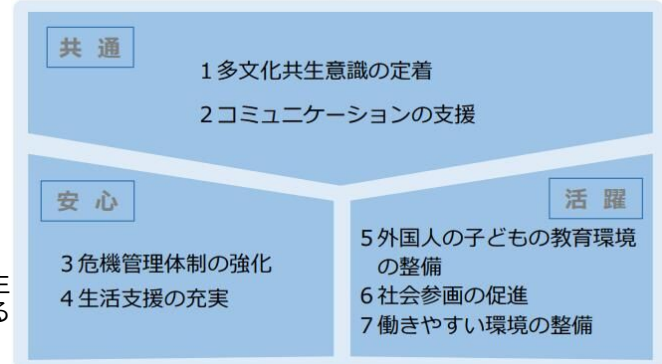 共 通
1多文化共生意識の定着
2コミュニケーションの支援
安 心
3危機管理体制の強化
4生活支援の充実
活 躍
5外国人の子どもの教育環境
の整備
6社会参画の促進
7働きやすい環境の整備
る